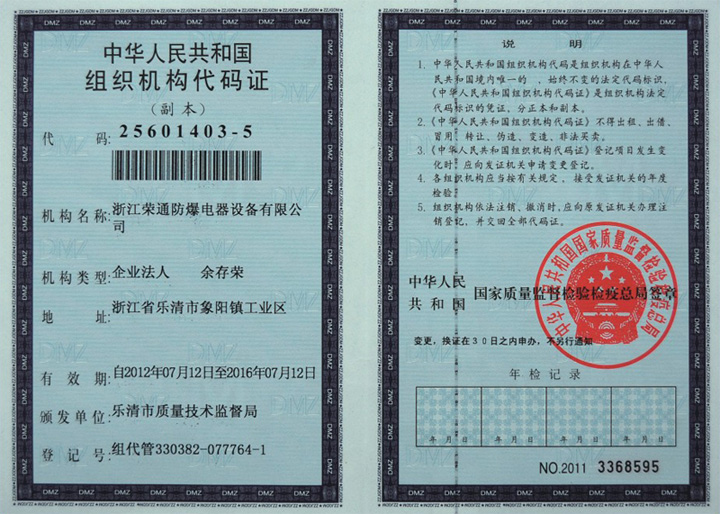 中华人民共和国
组织机构代码证
（副本）
代 码: 25601403-5
机构名称: 浙江荣通防爆电器设备有限公
司
机构类型: 企业法人 余存荣
地 址: 浙江省乐清市象阳镇工业区
有 效 期: 自2012年07月12日至2016年07月12日
颁发单位: 乐清市质量技术监督局
登 记 号: 组代管330382-077764-1
说 明
1. 中华人民共和国组织机构代码是组织机构在中华人
民共和国境内唯一的、始终不变的法定代码标识,
《中华人民共和国组织机构代码证》是组织机构法定
代码标识的凭证，分正本和副本。
2.《中华人民共和国组织机构代码证》不得出租、出借、
冒用、转让、伪造、变造、非法买卖。
3.《中华人民共和国组织机构代码证》登记项目发生变
化时，应向发证机关申请变更登记。
4. 各组织机构应当按有关规定，接受发证机关的年度
检验。
5. 组织机构依法注销、撤消时，应向原发证机关办理注
销登记，并交回全部代码证。
中华人民
共和国 国家质量监督检验检疫总局签章
中华人民共和国国家质量监督检验检疫总局
变更，换证在30日之内申办，不另行通知
年检记录
年 月 日 年 月 日 年 月 日 年 月 日
NO.2011 3368595